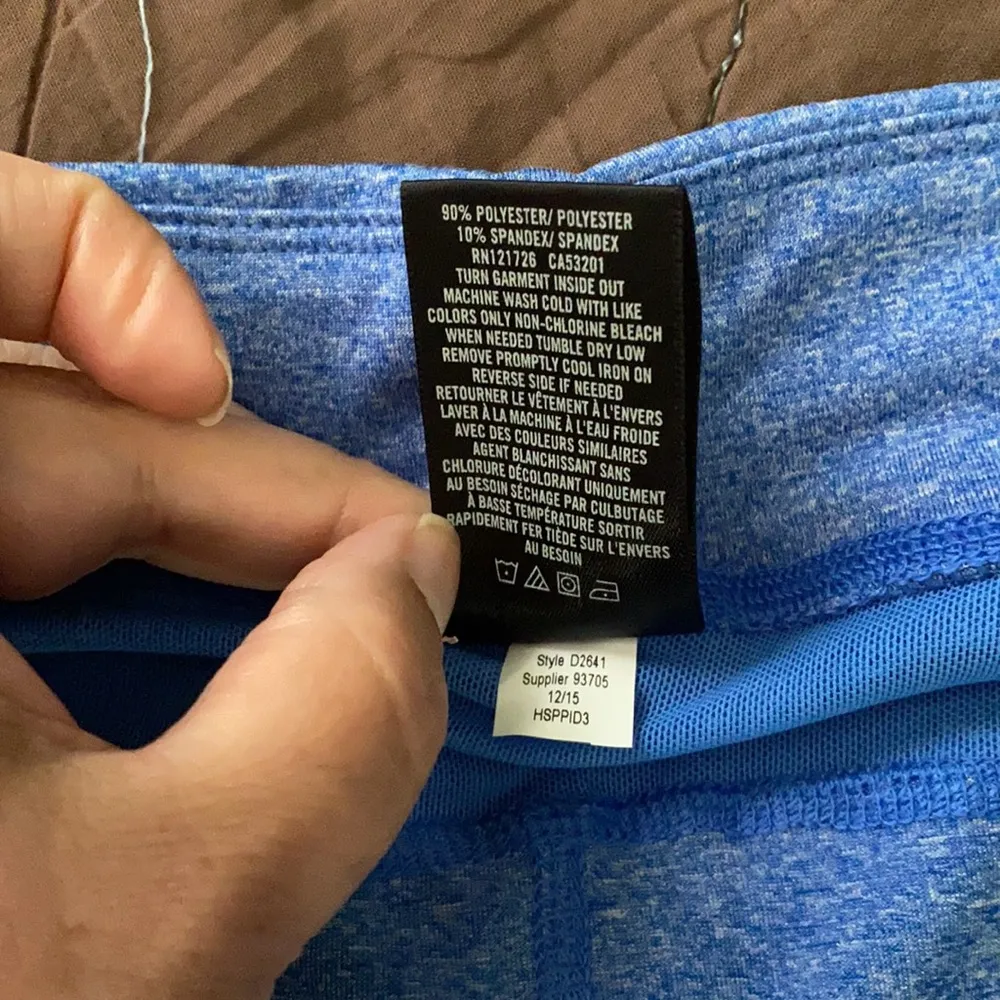 90% POLYESTER/ POLYESTER
10% SPANDEX/ SPANDEX
RN121726 CA53201
TURN GARMENT INSIDE OUT
MACHINE WASH COLD WITH LIKE
COLORS ONLY NON-CHLORINE BLEACH
WHEN NEEDED TUMBLE DRY LOW
REMOVE PROMPTLY COOL IRON ON
REVERSE SIDE IF NEEDED
RETOURNER LE VÊTEMENT À L'ENVERS
LAVER À LA MACHINE À L'EAU FROIDE
AVEC DES COULEURS SIMILAIRES
AGENT BLANCHISSANT SANS
CHLORURE DÉCOLORANT UNIQUEMENT
AU BESOIN SÉCHAGE PAR CULBUTAGE
À BASSE TEMPÉRATURE SORTIR
RAPIDEMENT FER TIÈDE SUR L'ENVERS
AU BESOIN
Style D2641
Supplier 93705
12/15
HSPPID3